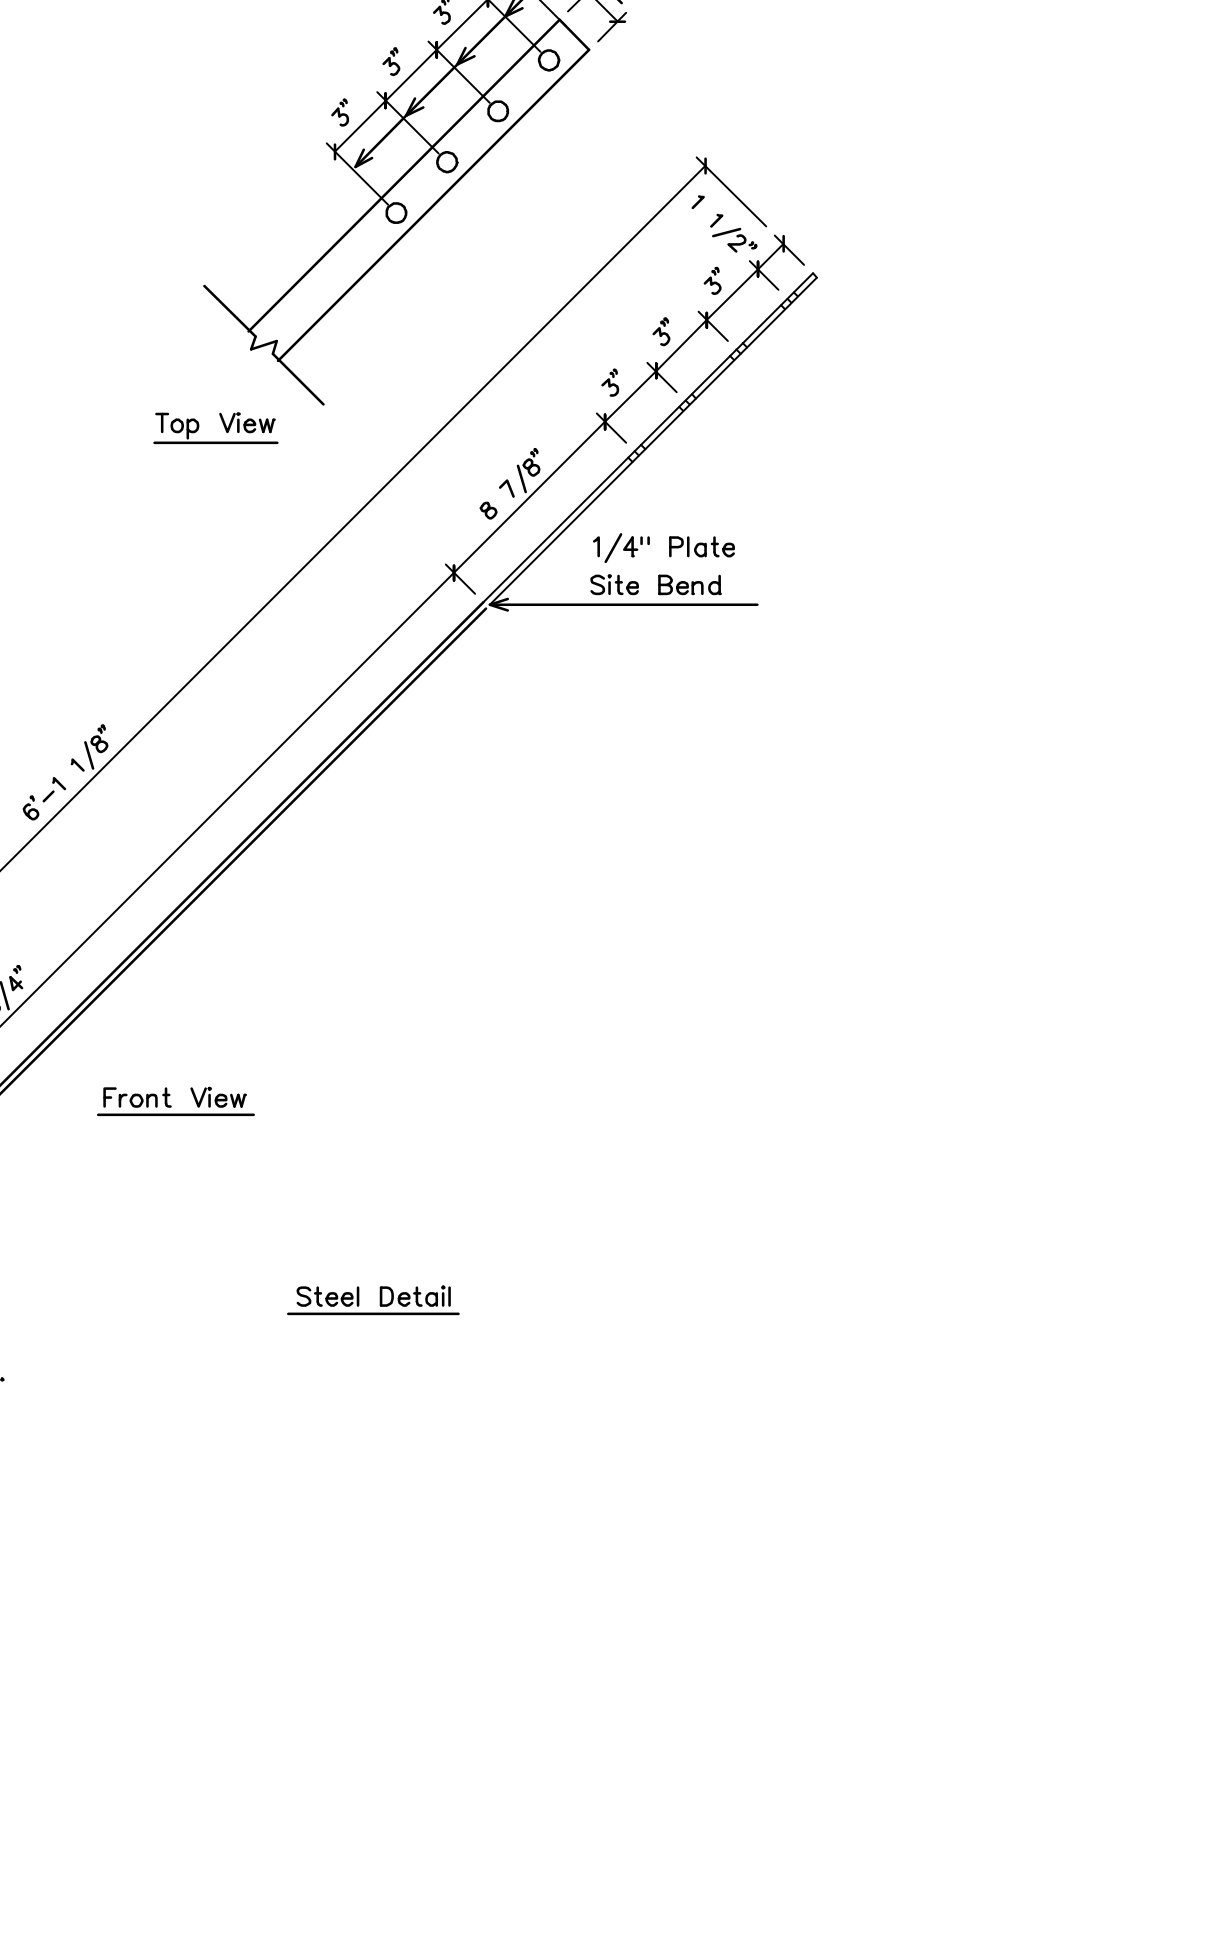 3"
3"
3"
Top View
1 1/2"
3"
3"
3"
8 7/8"
1/4" Plate
Site Bend
6'-1 1/8"
/4"
Front View
Steel Detail